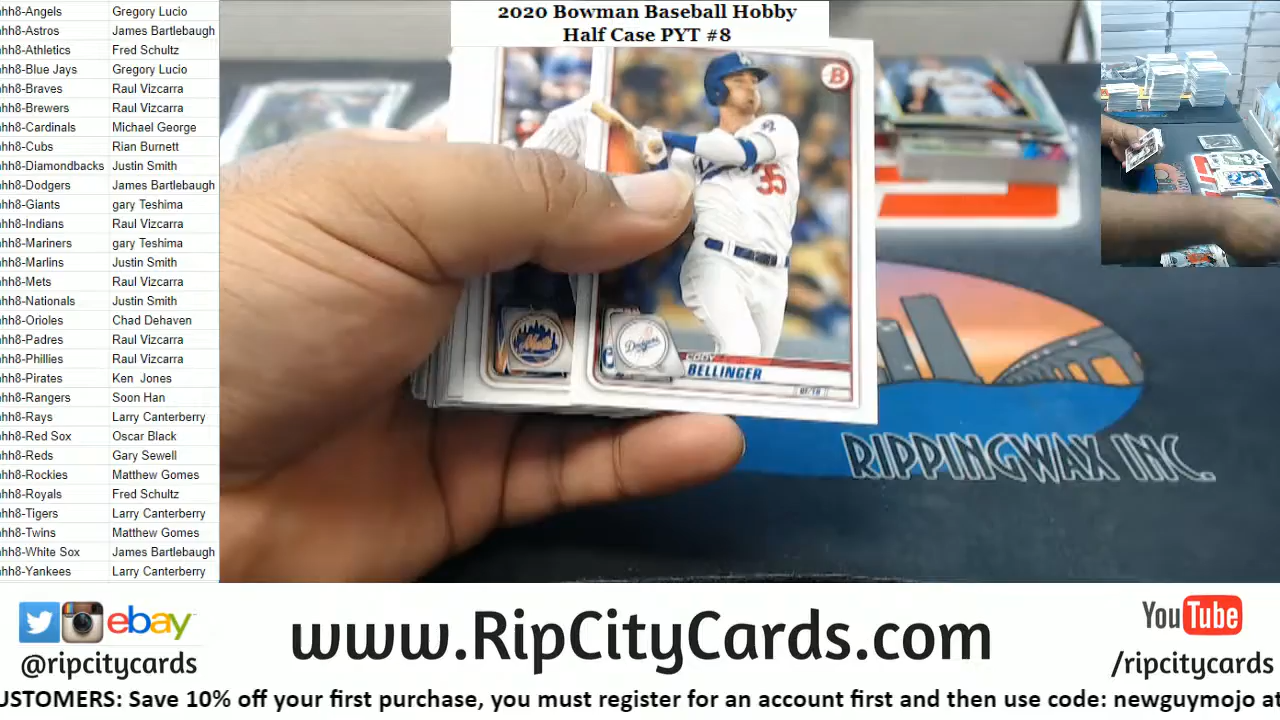 2020 Bowman Baseball Hobby
Half Case PYT #8
hh8-Angels Gregory Lucio
hh8-Astros James Bartlebaugh
hh8-Athletics Fred Schultz
hh8-Blue Jays Gregory Lucio
hh8-Braves Raul Vizcarra
hh8-Brewers Raul Vizcarra
hh8-Cardinals Michael George
hh8-Cubs Rian Burnett
hh8-Diamondbacks Justin Smith
hh8-Dodgers James Bartlebaugh
hh8-Giants gary Teshima
hh8-Indians Raul Vizcarra
hh8-Mariners gary Teshima
hh8-Marlins Justin Smith
hh8-Mets Raul Vizcarra
hh8-Nationals Justin Smith
hh8-Orioles Chad Dehaven
hh8-Padres Raul Vizcarra
hh8-Phillies Raul Vizcarra
hh8-Pirates Ken Jones
hh8-Rangers Soon Han
hh8-Rays Larry Canterberry
hh8-Red Sox Oscar Black
hh8-Reds Gary Sewell
hh8-Rockies Matthew Gomes
hh8-Royals Fred Schultz
hh8-Tigers Larry Canterberry
hh8-Twins Matthew Gomes
hh8-White Sox James Bartlebaugh
hh8-Yankees Larry Canterberry
B
35
Mets
Dodgers
CODY
BELLINGER
OF/1B
RIPPINGWAX INC.
ebay
@ripcitycards
www.RipCityCards.com
YouTube
/ripcitycards
USTOMERS: Save 10% off your first purchase, you must register for an account first and then use code: newguymojo at